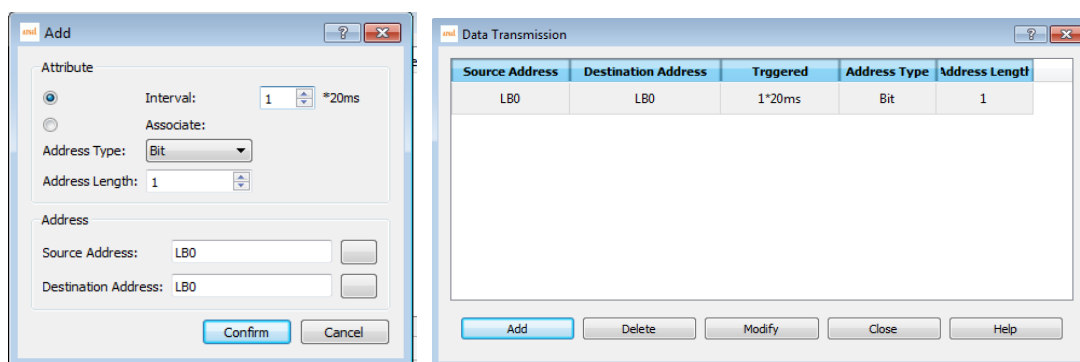 Add
Attribute
Interval: 1 *20ms
Associate:
Address Type: Bit
Address Length: 1
Address
Source Address: LB0
Destination Address: LB0
Confirm Cancel
Data Transmission
Source Address Destination Address Trggered Address Type Address Length
LB0 LB0 1*20ms Bit 1
Add Delete Modify Close Help